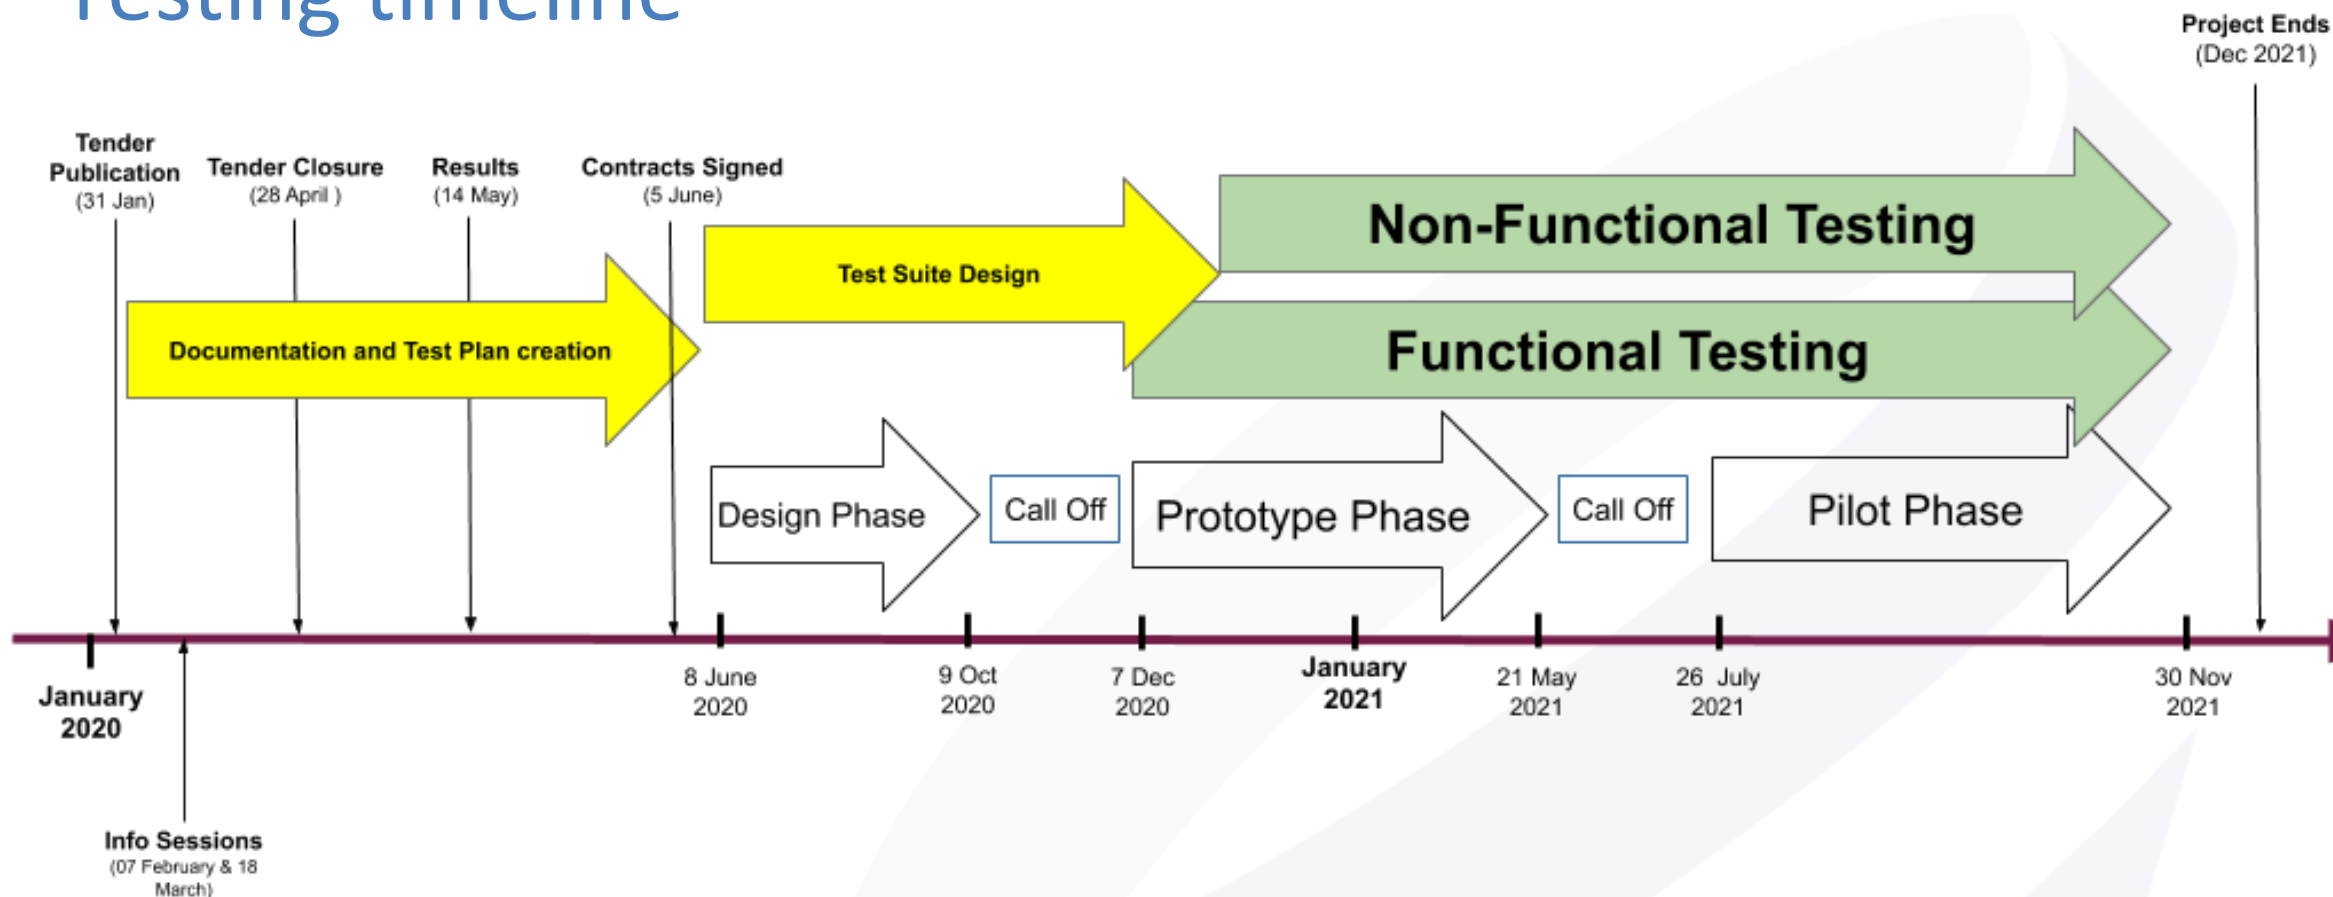 Testing timeline
Project Ends
(Dec 2021)
Tender
Publication
(31 Jan)
Tender Closure
(28 April )
Results
(14 May)
Contracts Signed
(5 June)
Non-Functional Testing
Test Suite Design
Documentation and Test Plan creation
Functional Testing
Design Phase
Call Off
Prototype Phase
Call Off
Pilot Phase
January
2020
8 June
2020
9 Oct
2020
7 Dec
2020
January
2021
21 May
2021
26 July
2021
30 Nov
2021
Info Sessions
(07 February & 18
March)